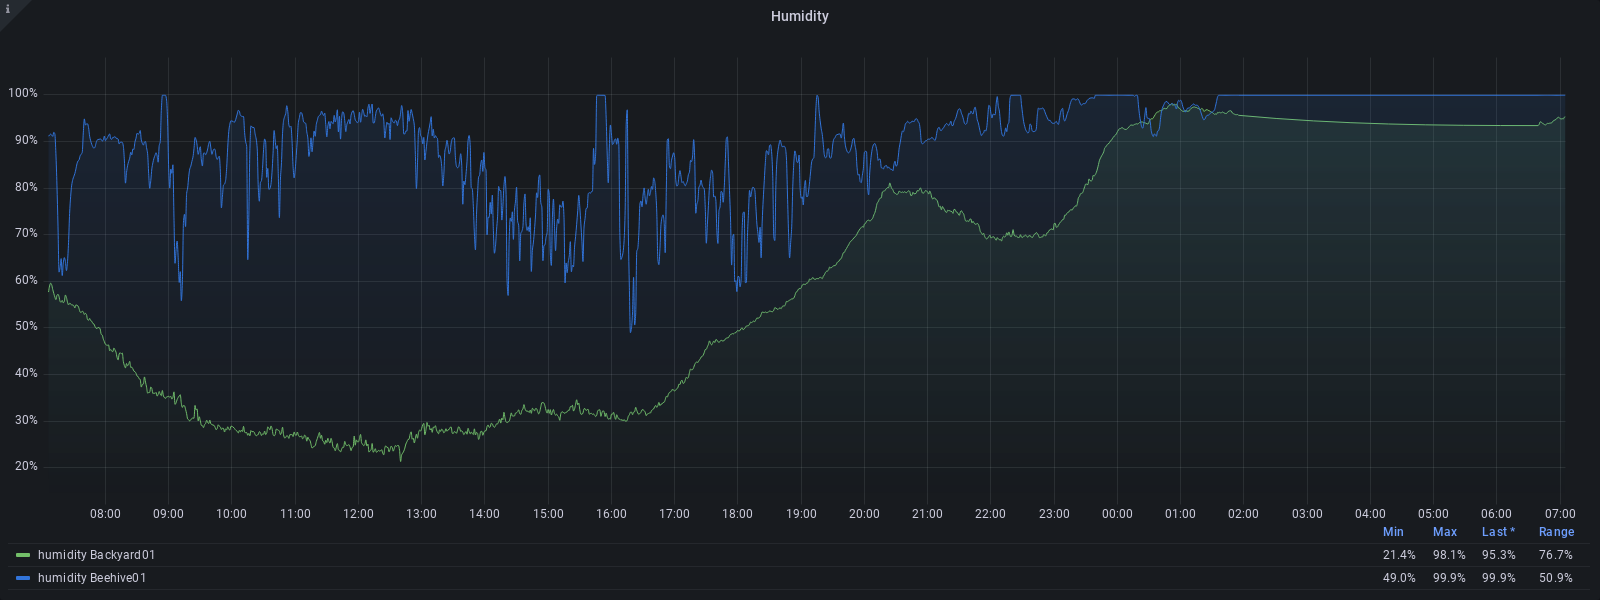 i
Humidity
100%
90%
80%
70%
60%
50%
40%
30%
20%
08:00 09:00 10:00 11:00 12:00 13:00 14:00 15:00 16:00 17:00 18:00 19:00 20:00 21:00 22:00 23:00 00:00 01:00 02:00 03:00 04:00 05:00 06:00 07:00
Min Max Last * Range
humidity Backyard01 21.4% 98.1% 95.3% 76.7%
humidity Beehive01 49.0% 99.9% 99.9% 50.9%